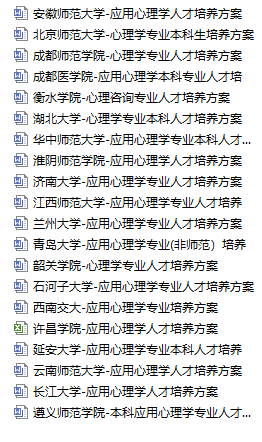 安徽师范大学-应用心理学人才培养方案
北京师范大学-心理学专业本科生培养方案
成都师范学院-心理学专业人才培养方案
成都医学院-应用心理学本科专业人才培
衡水学院-心理咨询专业人才培养方案
湖北大学-心理学专业本科人才培养方案
华中师范大学-应用心理学专业本科人才...
淮阴师范学院-应用心理学人才培养方案
济南大学-应用心理学专业人才培养方案
江西师范大学-应用心理学专业人才培养
兰州大学-应用心理学专业人才培养方案
青岛大学-应用心理学专业(非师范）培养
韶关学院-心理学专业人才培养方案
石河子大学-应用心理学专业人才培养方案
西南交大-应用心理学专业培养方案
许昌学院-应用心理学人才培养方案
延安大学-应用心理学专业本科人才培养
云南师范大学-应用心理学人才培养方案
长江大学-应用心理学人才培养方案
遵义师范学院-本科应用心理学专业人才...